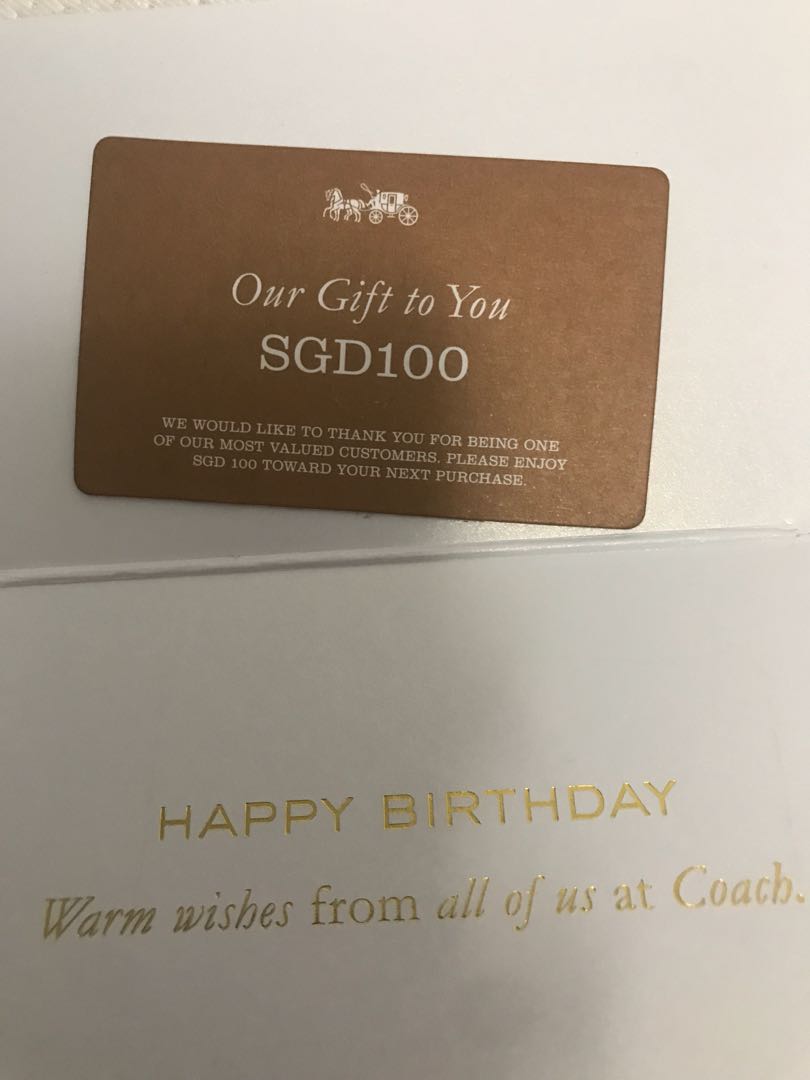 Our Gift to You
SGD100
WE WOULD LIKE TO THANK YOU FOR BEING ONE
OF OUR MOST VALUED CUSTOMERS. PLEASE ENJOY
SGD 100 TOWARD YOUR NEXT PURCHASE.
HAPPY BIRTHDAY
Warm wishes from all of us at Coach.